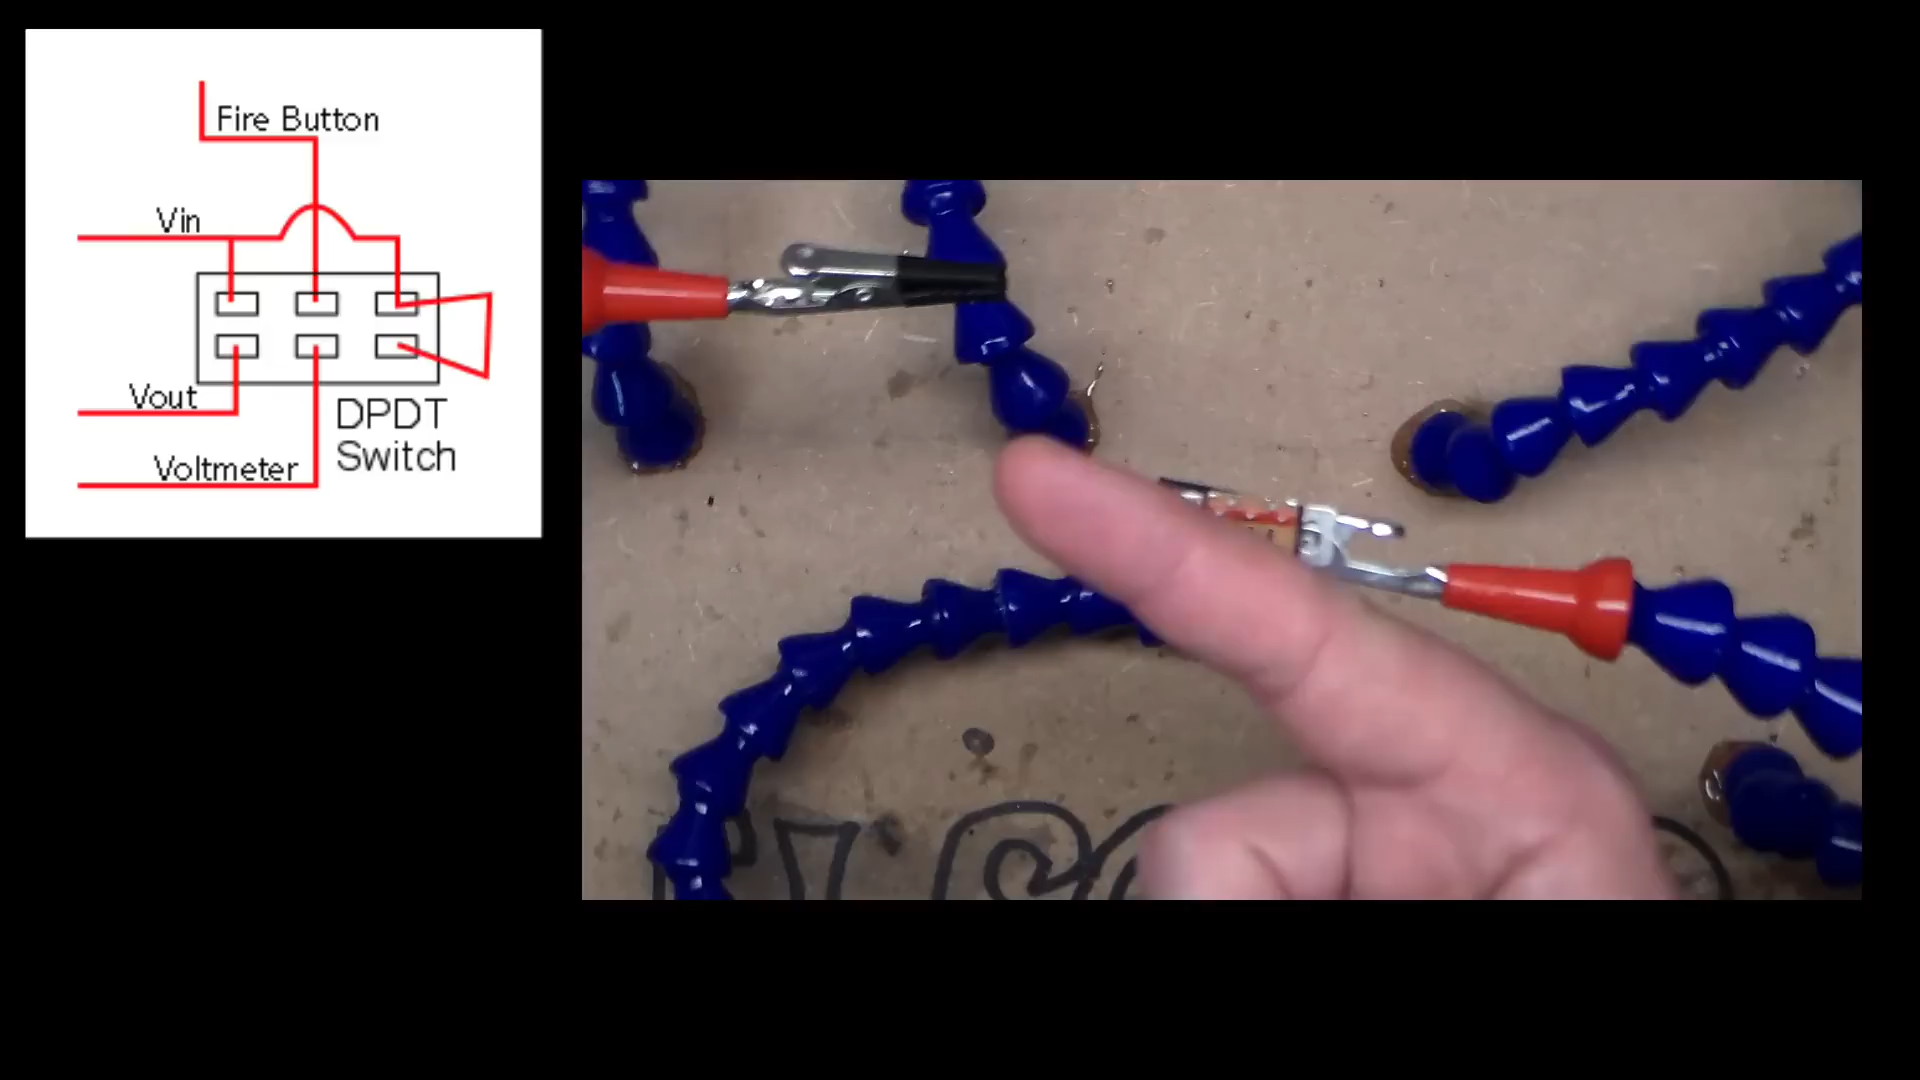 Fire Button
Vin
Vout
DPDT
Switch
Voltmeter